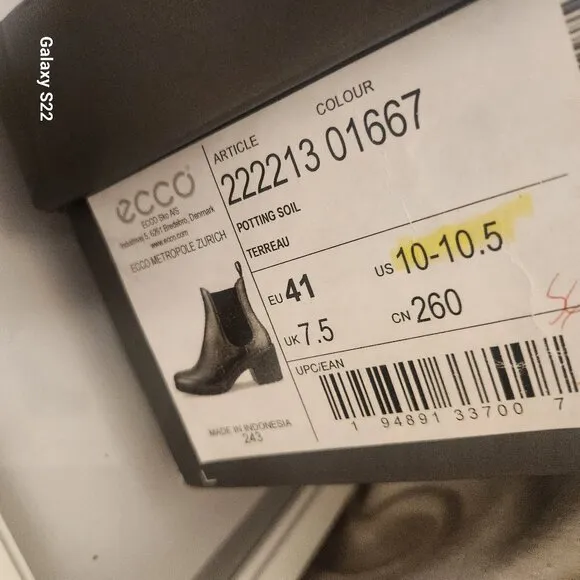 Galaxy S22
ecco
ECCO Sko A/S
Industrivej 5, 6261 Bredebro, Denmark
www.ecco.com
ECCO METROPOLE ZURICH
ARTICLE COLOUR
222213 01667
POTTING SOIL
TERREAU
EU 41 US 10-10.5
UK 7.5 CN 260
UPC/EAN
1 94891 33700 7
MADE IN INDONESIA
243
L